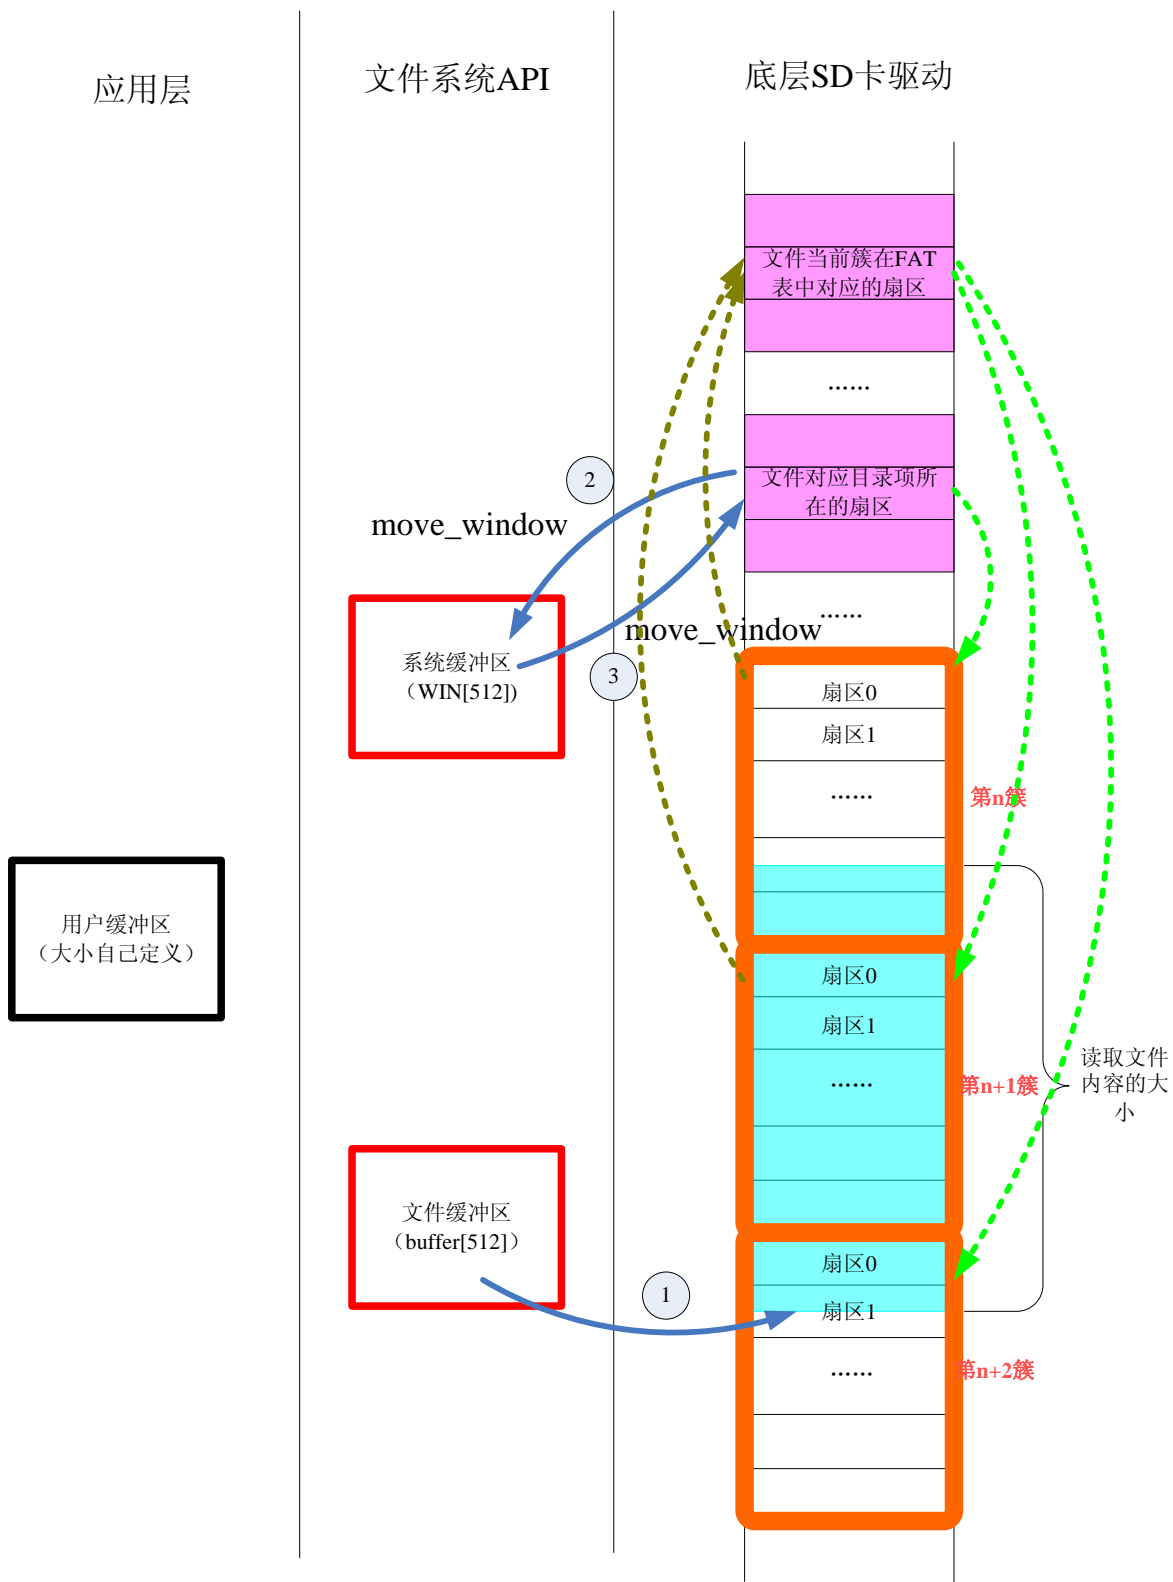 应用层
文件系统API
底层SD卡驱动
文件当前簇在FAT
表中对应的扇区
······
2
文件对应目录项所
在的扇区
move_window
······
move_window
系统缓冲区
（WIN[512]）
3
扇区0
扇区1
······
第n簇
用户缓冲区
（大小自己定义）
扇区0
扇区1
······
第n+1簇
读取文件
内容的大
小
文件缓冲区
（buffer[512]）
扇区0
1
扇区1
······
第n+2簇